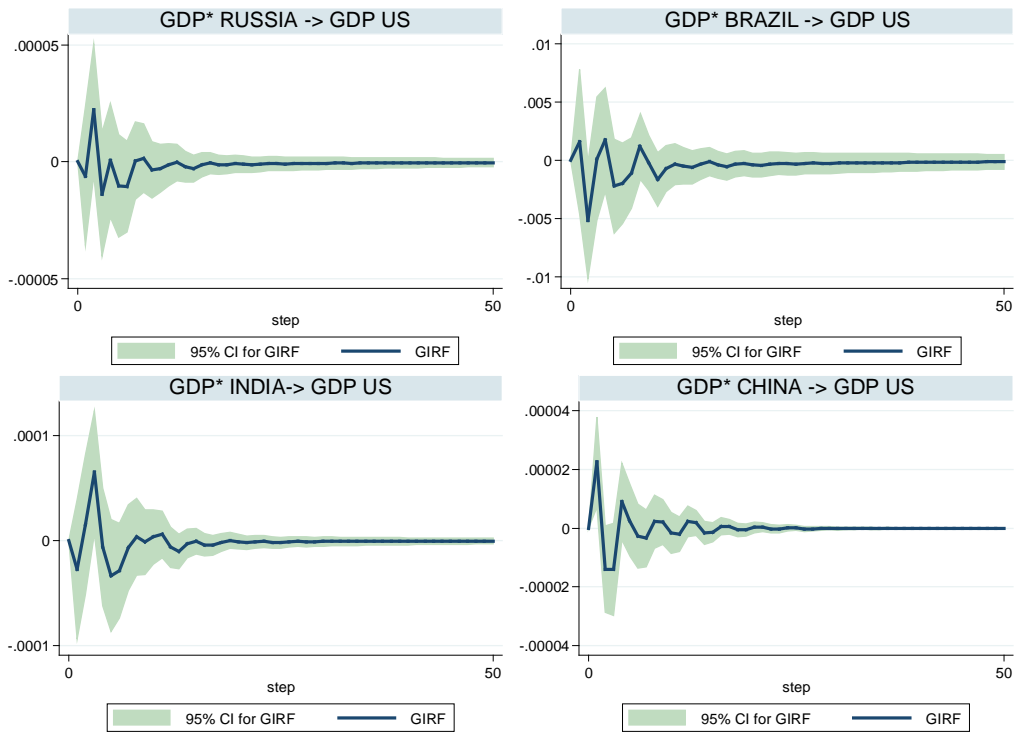 GDP* RUSSIA -> GDP US
.00005
0
-.00005
0
50
step
95% CI for GIRF
GIRF
GDP* BRAZIL -> GDP US
.01
.005
0
-.005
-.01
0
50
step
95% CI for GIRF
GIRF
GDP* INDIA-> GDP US
.0001
0
-.0001
0
50
step
95% CI for GIRF
GIRF
GDP* CHINA -> GDP US
.00004
.00002
0
-.00002
-.00004
0
50
step
95% CI for GIRF
GIRF